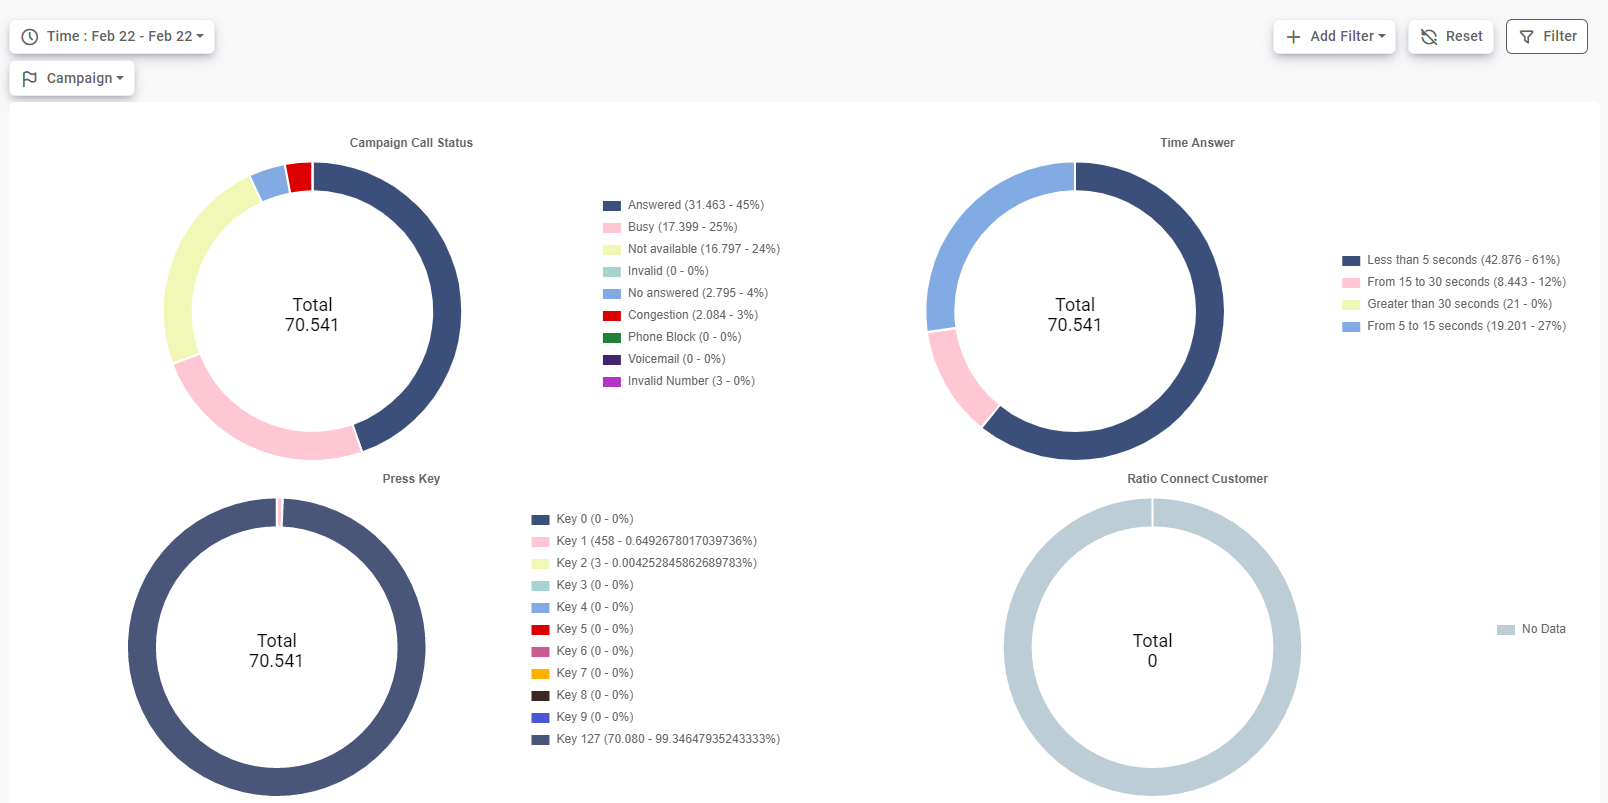 Time : Feb 22 - Feb 22
Add Filter
Reset
Filter
Campaign
Campaign Call Status
Total
70.541
Answered (31.463 - 45%)
Busy (17.399 - 25%)
Not available (16.797 - 24%)
Invalid (0 - 0%)
No answered (2.795 - 4%)
Congestion (2.084 - 3%)
Phone Block (0 - 0%)
Voicemail (0 - 0%)
Invalid Number (3 - 0%)
Time Answer
Total
70.541
Less than 5 seconds (42.876 - 61%)
From 15 to 30 seconds (8.443 - 12%)
Greater than 30 seconds (21 - 0%)
From 5 to 15 seconds (19.201 - 27%)
Press Key
Total
70.541
Key 0 (0 - 0%)
Key 1 (458 - 0.6492678017039736%)
Key 2 (3 - 0.004252845862689783%)
Key 3 (0 - 0%)
Key 4 (0 - 0%)
Key 5 (0 - 0%)
Key 6 (0 - 0%)
Key 7 (0 - 0%)
Key 8 (0 - 0%)
Key 9 (0 - 0%)
Key 127 (70.080 - 99.34647935243333%)
Ratio Connect Customer
Total
0
No Data